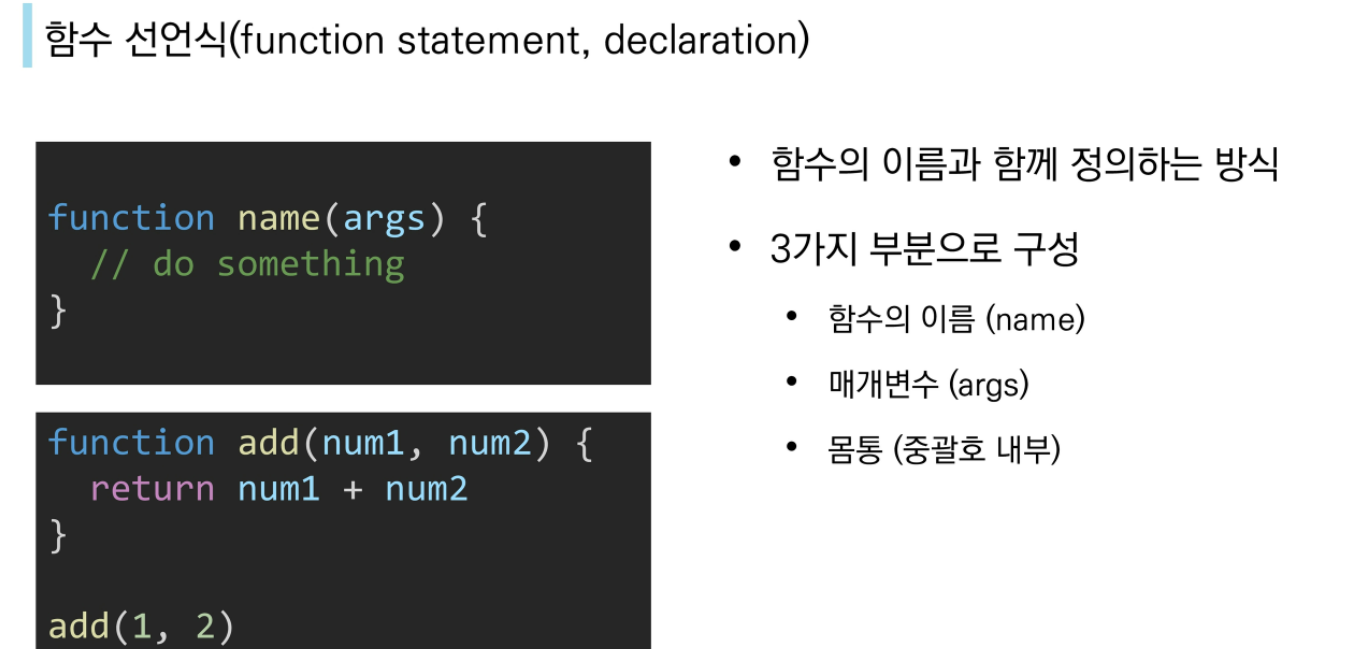 함수 선언식(function statement, declaration)
function name(args) {
  // do something
}
function add(num1, num2) {
  return num1 + num2
}
add(1, 2)
• 함수의 이름과 함께 정의하는 방식
• 3가지 부분으로 구성
• 함수의 이름 (name)
• 매개변수 (args)
• 몸통 (중괄호 내부)